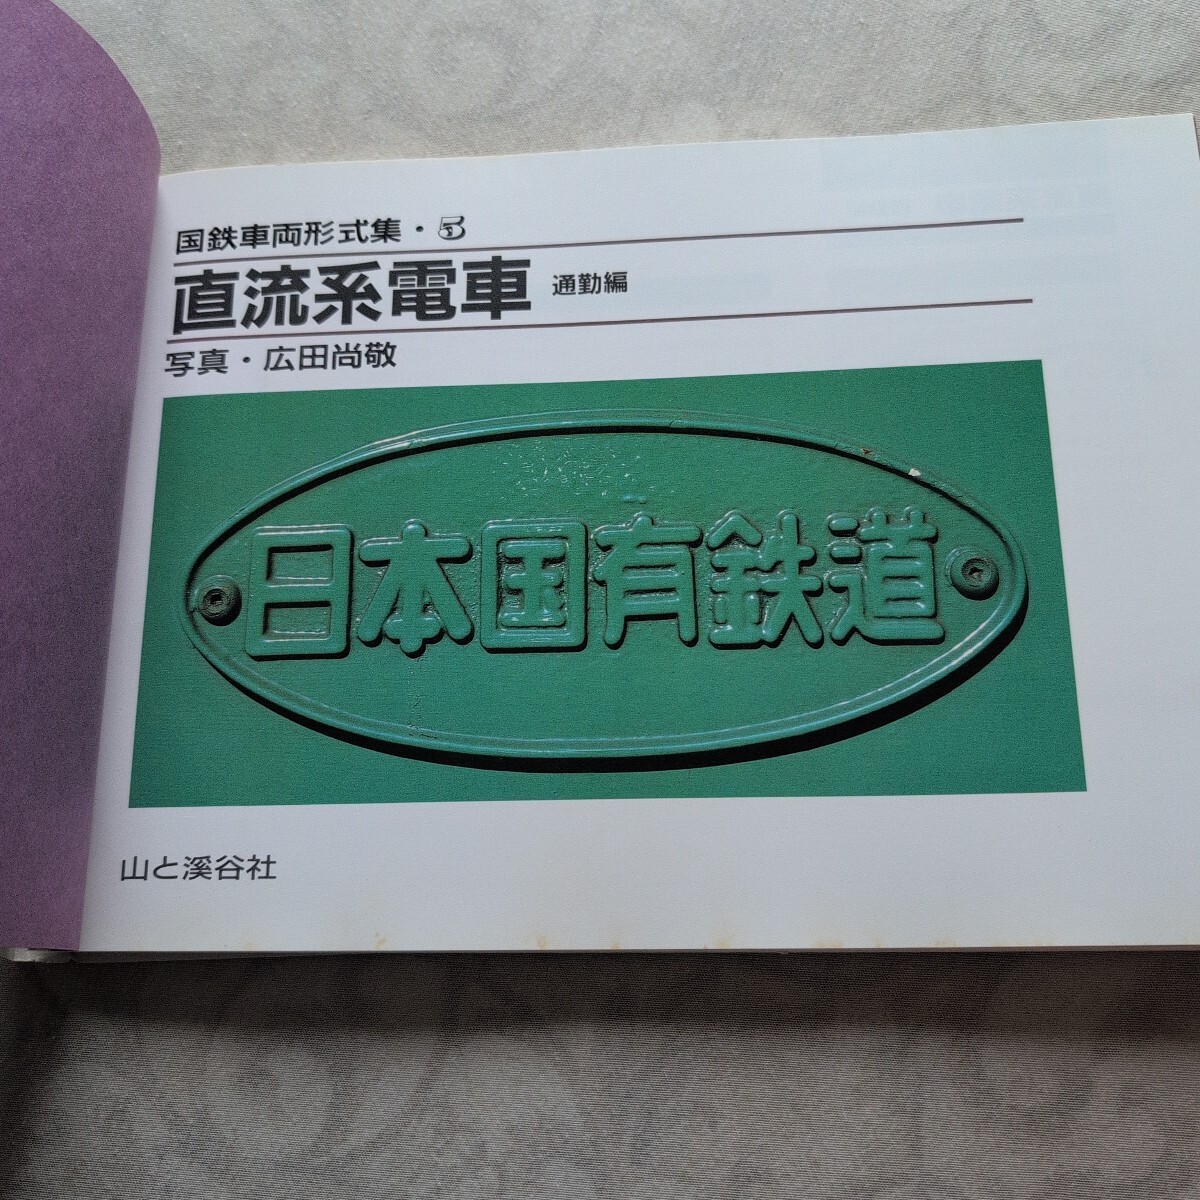 国鉄車両形式集・5
直流系電車 通勤編
写真・広田尚敬
日本国有鉄道
山と溪谷社